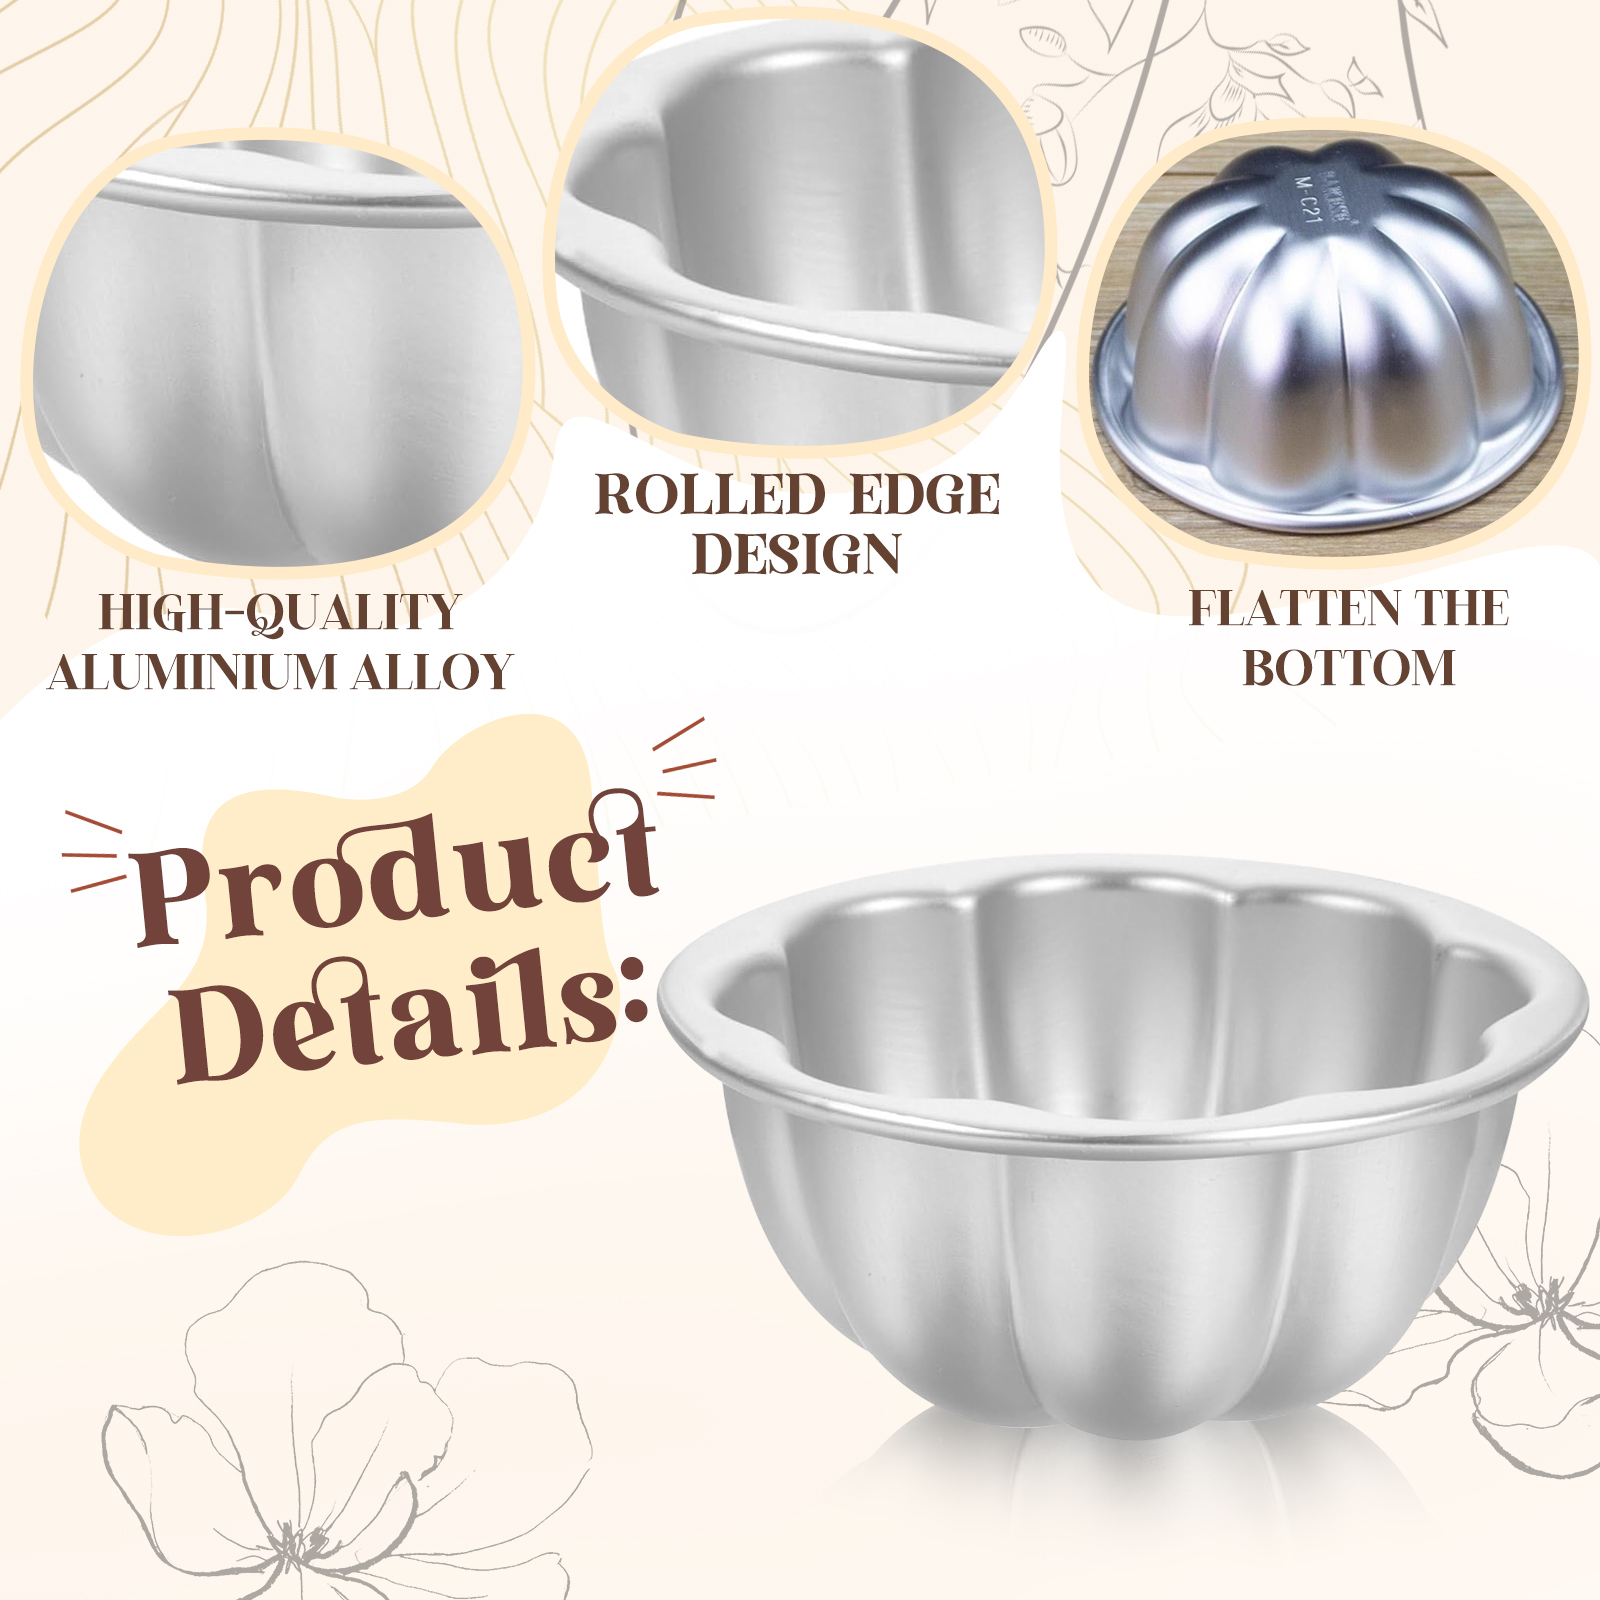 ROLLED EDGE
DESIGN
HIGH-QUALITY
ALUMINIUM ALLOY
M-C21
FLATTEN THE
BOTTOM
Product
Details: